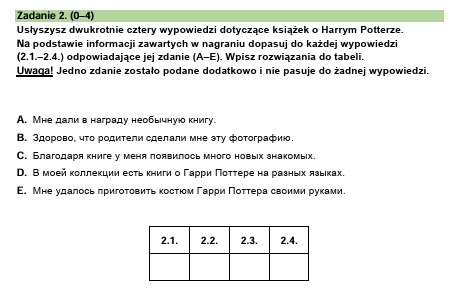 Zadanie 2. (0–4)
Usłyszysz dwukrotnie cztery wypowiedzi dotyczące książek o Harrym Potterze.
Na podstawie informacji zawartych w nagraniu dopasuj do każdej wypowiedzi
(2.1.–2.4.) odpowiadające jej zdanie (A–E). Wpisz rozwiązania do tabeli.
Uwaga! Jedno zdanie zostało podane dodatkowo i nie pasuje do żadnej wypowiedzi.
A. Мне дали в награду необычную книгу.
B. Здорово, что родители сделали мне эту фотографию.
C. Благодаря книге у меня появилось много новых знакомых.
D. В моей коллекции есть книги о Гарри Поттере на разных языках.
E. Мне удалось приготовить костюм Гарри Поттера своими руками.
2.1. 2.2. 2.3. 2.4.